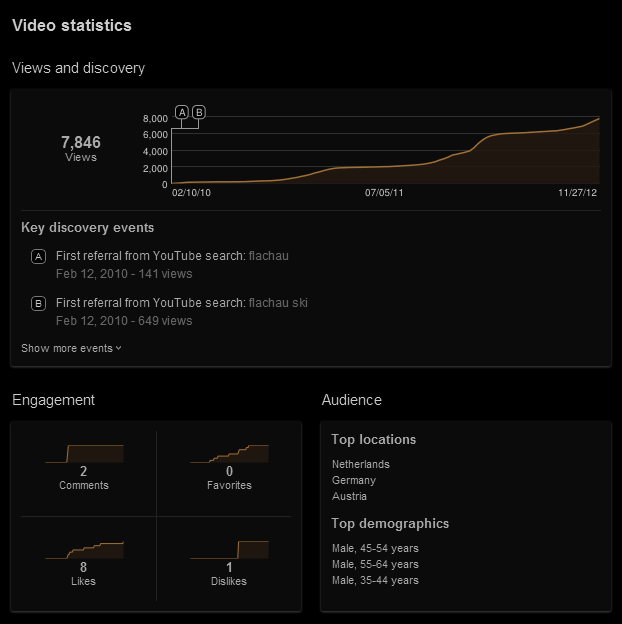 Video statistics
Views and discovery
7,846
Views
8,000
6,000
4,000
2,000
0
A
B
02/10/10
07/05/11
11/27/12
Key discovery events
A First referral from YouTube search: flachau
Feb 12, 2010 - 141 views
B First referral from YouTube search: flachau ski
Feb 12, 2010 - 649 views
Show more events
Engagement
2
Comments
0
Favorites
8
Likes
1
Dislikes
Audience
Top locations
Netherlands
Germany
Austria
Top demographics
Male, 45-54 years
Male, 55-64 years
Male, 35-44 years